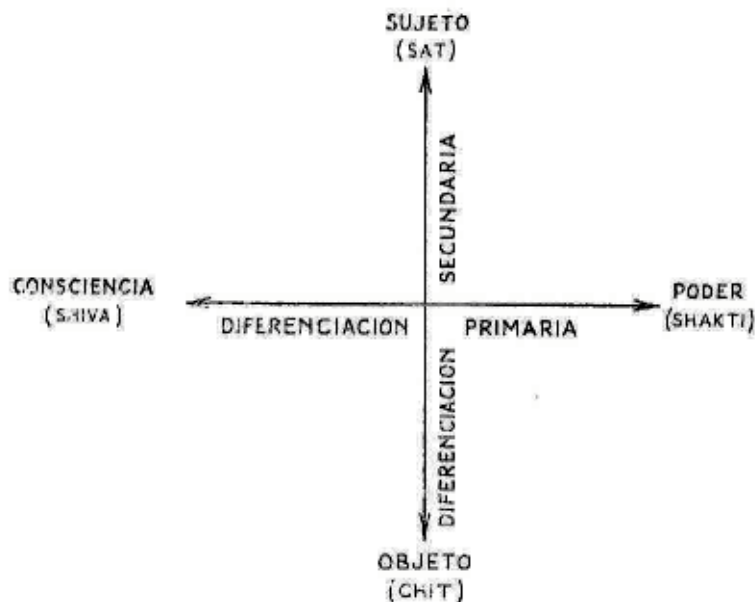 SUJETO
(SAT)
SECUNDARIA
CONSCIENCIA
(SHIVA)
PODER
(SHAKTI)
DIFERENCIACION PRIMARIA
DIFERENCIACION
OBJETO
(CHIT)